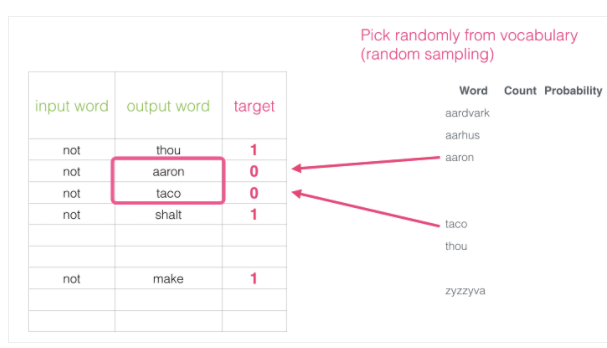 Pick randomly from vocabulary
(random sampling)
input word output word target
not thou 1
not aaron 0
not taco 0
not shalt 1
not make 1
Word Count Probability
aardvark
aarhus
aaron
taco
thou
zyzzyva